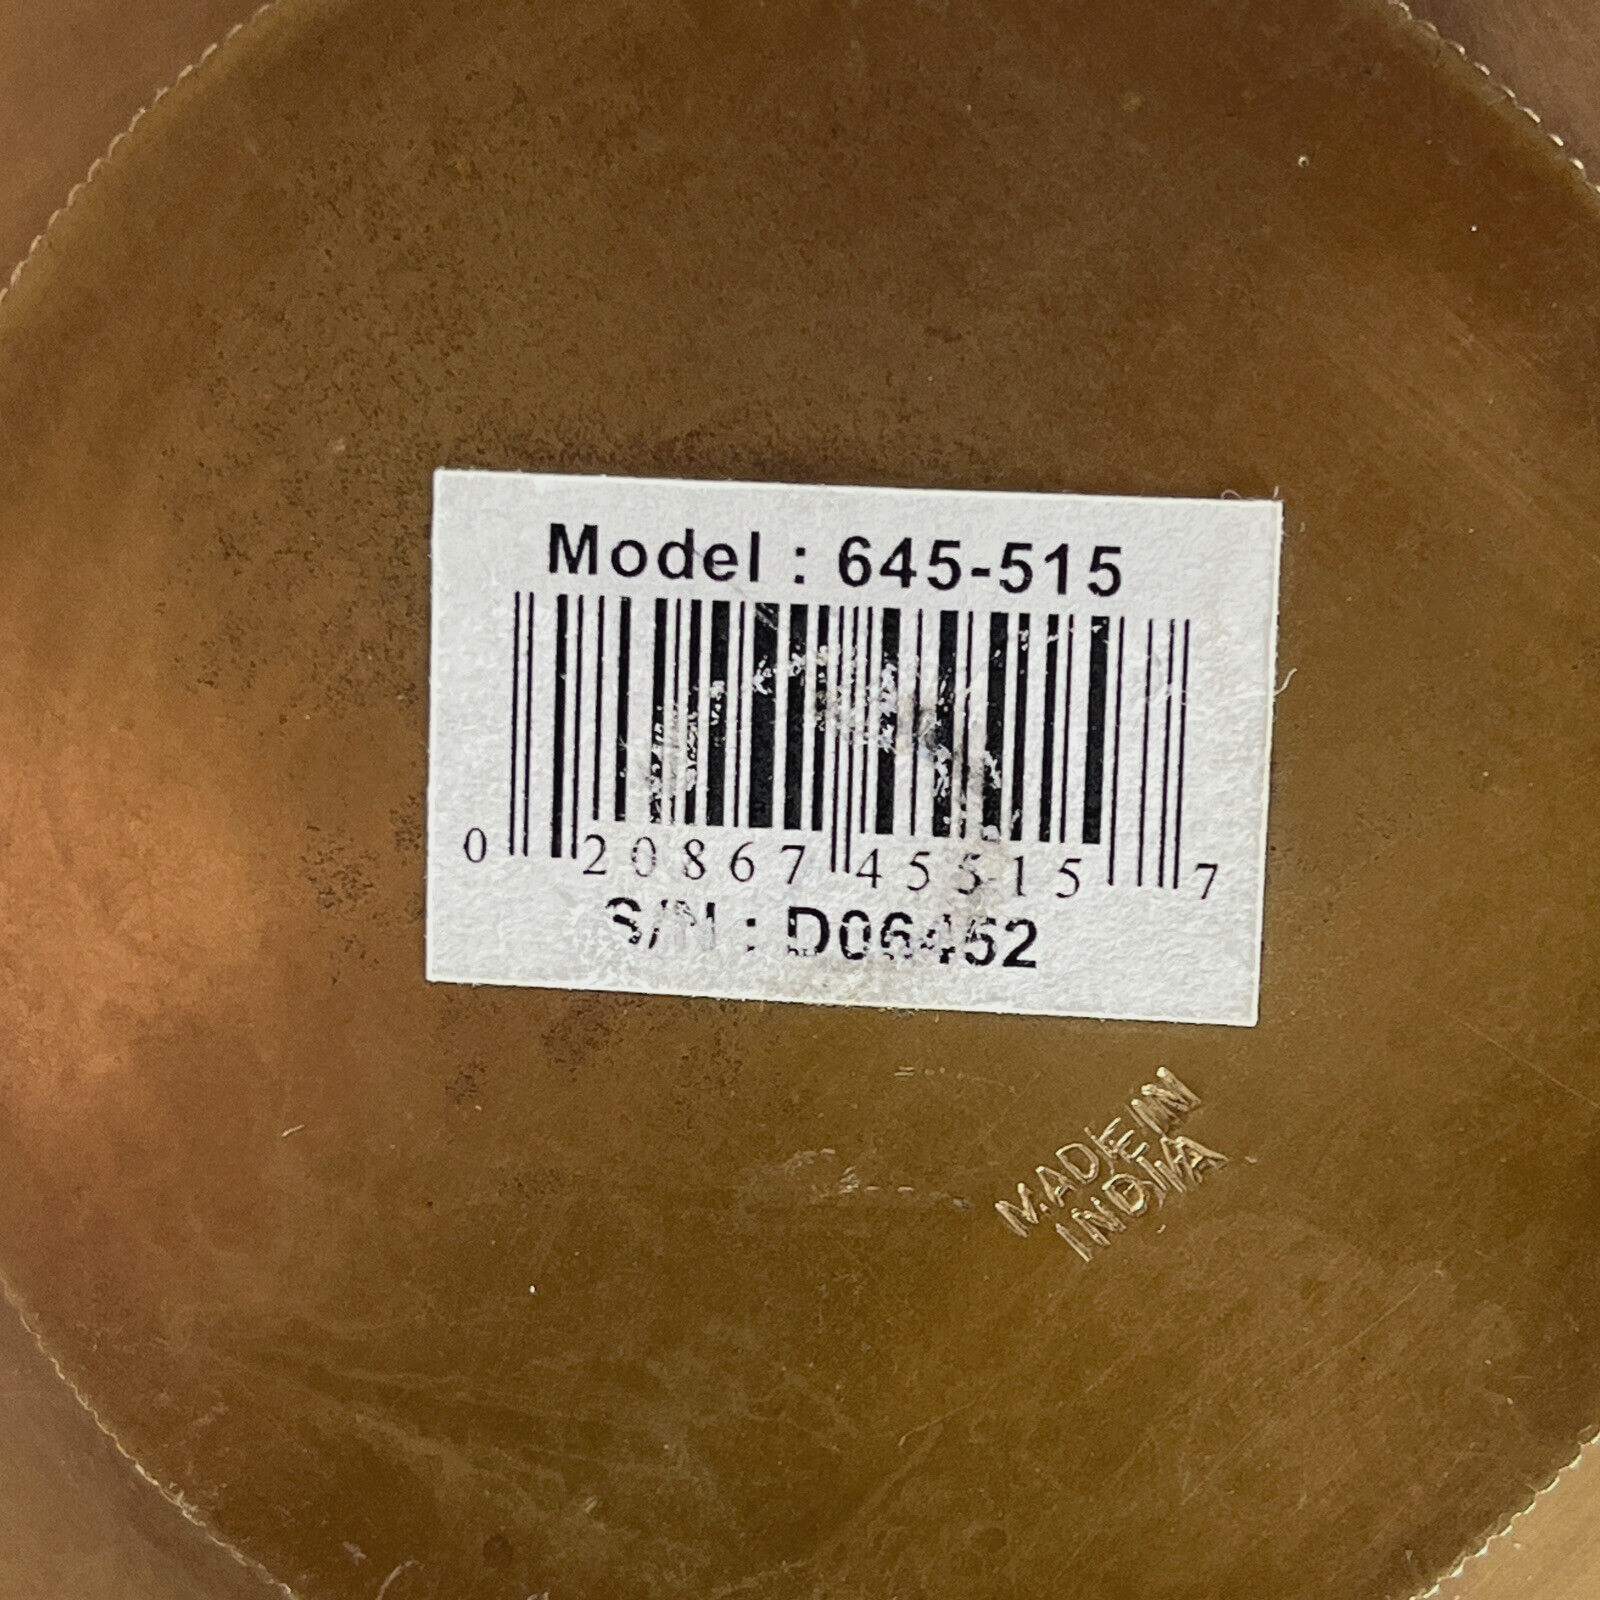 Model : 645-515
0 20867 45515 7
S/N : D06452
MADE IN
INDIA